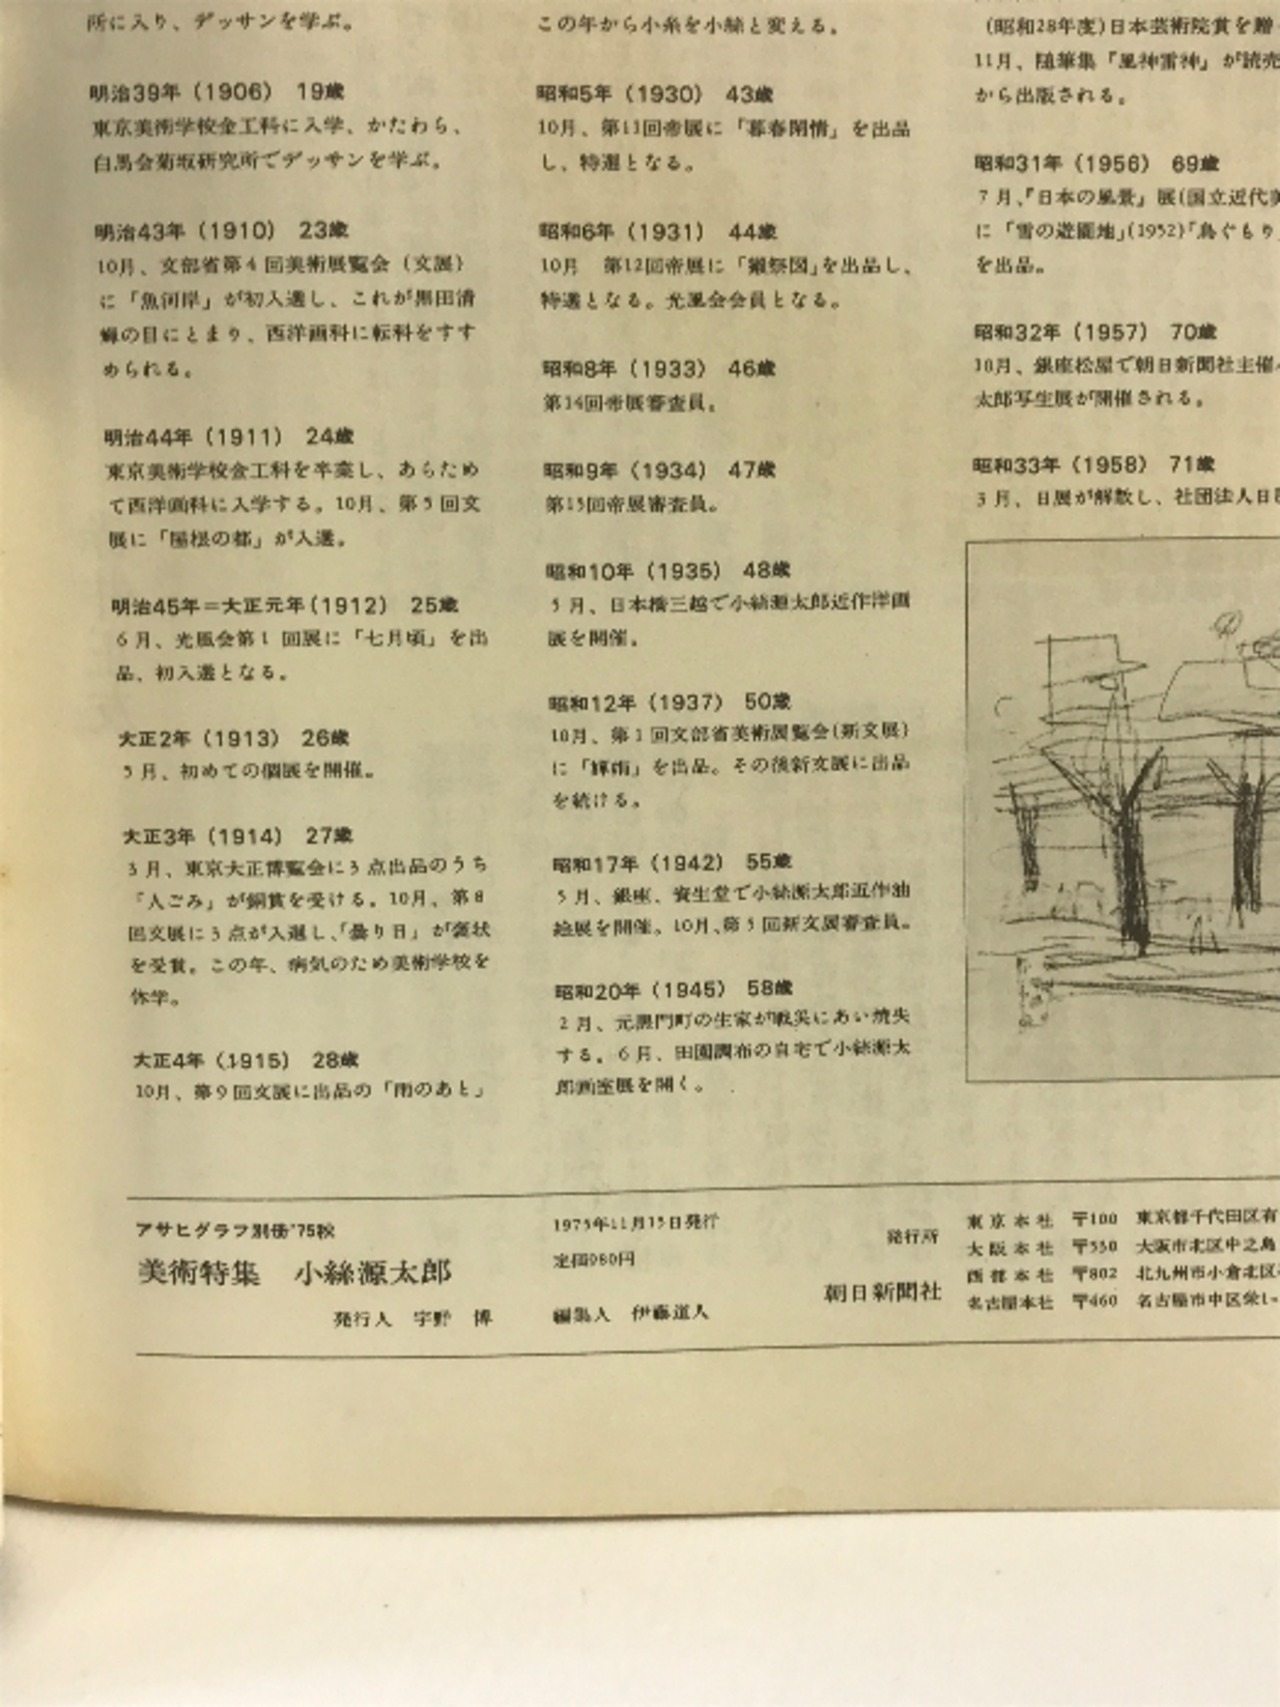 所に入り、デッサンを学ぶ。
明治39年（1906） 19歳
東京美術学校金工科に入学、かたわら、
白馬会菊坂研究所でデッサンを学ぶ。
明治43年（1910） 23歳
10月、文部省第4回美術展覧会（文展）
に「魚河岸」が初入選し、これが黒田清
輝の目にとまり、西洋画科に転科をすす
められる。
明治44年（1911） 24歳
東京美術学校金工科を卒業し、あらため
て西洋画科に入学する。10月、第5回文
展に「屋根の都」が入選。
明治45年＝大正元年（1912） 25歳
6月、光風会第1回展に「七月頃」を出
品、初入選となる。
大正2年（1913） 26歳
5月、初めての個展を開催。
大正3年（1914） 27歳
3月、東京大正博覧会に3点出品のうち
「人ごみ」が銅賞を受ける。10月、第8
回文展に3点が入選し、「曇り日」が褒状
を受賞。この年、病気のため美術学校を
休学。
大正4年（1915） 28歳
10月、第9回文展に出品の「雨のあと」
この年から小糸を小絲と変える。
昭和5年（1930） 43歳
10月、第11回帝展に「暮春閑情」を出品
し、特選となる。
昭和6年（1931） 44歳
10月 第12回帝展に「獺祭図」を出品し、
特選となる。光風会会員となる。
昭和8年（1933） 46歳
第14回帝展審査員。
昭和9年（1934） 47歳
第15回帝展審査員。
昭和10年（1935） 48歳
5月、日本橋三越で小絲源太郎近作洋画
展を開催。
昭和12年（1937） 50歳
10月、第1回文部省美術展覧会（新文展）
に「 」を出品。その後新文展に出品
を続ける。
昭和17年（1942） 55歳
5月、銀座、資生堂で小絲源太郎近作油
絵展を開催。10月、第5回新文展審査員。
昭和20年（1945） 58歳
2月、元黒門町の生家が戦災にあい焼失
する。6月、田園調布の自宅で小絲源太
郎画室展を開く。
（昭和28年度）日本芸術院賞を贈
11月、随筆集『風神雷神』が読売
から出版される。
昭和31年（1956） 69歳
7月、『日本の風景』展（国立近代美
に「雪の遊園地」（1952）「鳥ぐもり」
を出品。
昭和32年（1957） 70歳
10月、銀座松屋で朝日新聞社主催
太郎写生展が開催される。
昭和33年（1958） 71歳
3月、日展が解散し、社団法人日
アサヒグラフ別冊'75秋
美術特集 小絲源太郎
発行人 宇野 博
1975年11月15日発行
定価980円
編集人 伊藤道人
発行所
朝日新聞社
東京本社 〒100 東京都千代田区有
大阪本社 〒530 大阪市北区中之島
西部本社 〒802 北九州市小倉北区
名古屋本社 〒460 名古屋市中区栄1-